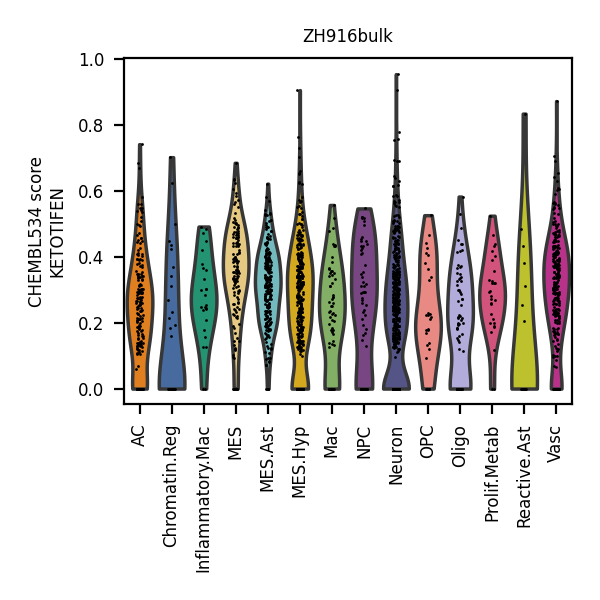 ZH916bulk
CHEMBL534 score
KETOTIFEN
1.0
0.8
0.6
0.4
0.2
0.0
AC
Chromatin.Reg
Inflammatory.Mac
MES
MES.Ast
MES.Hyp
Mac
NPC
Neuron
OPC
Oligo
Prolif.Metab
Reactive.Ast
Vasc